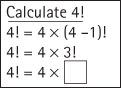 Calculate 4!
4! = 4 × (4 –1)!
4! = 4 × 3!
4! = 4 ×